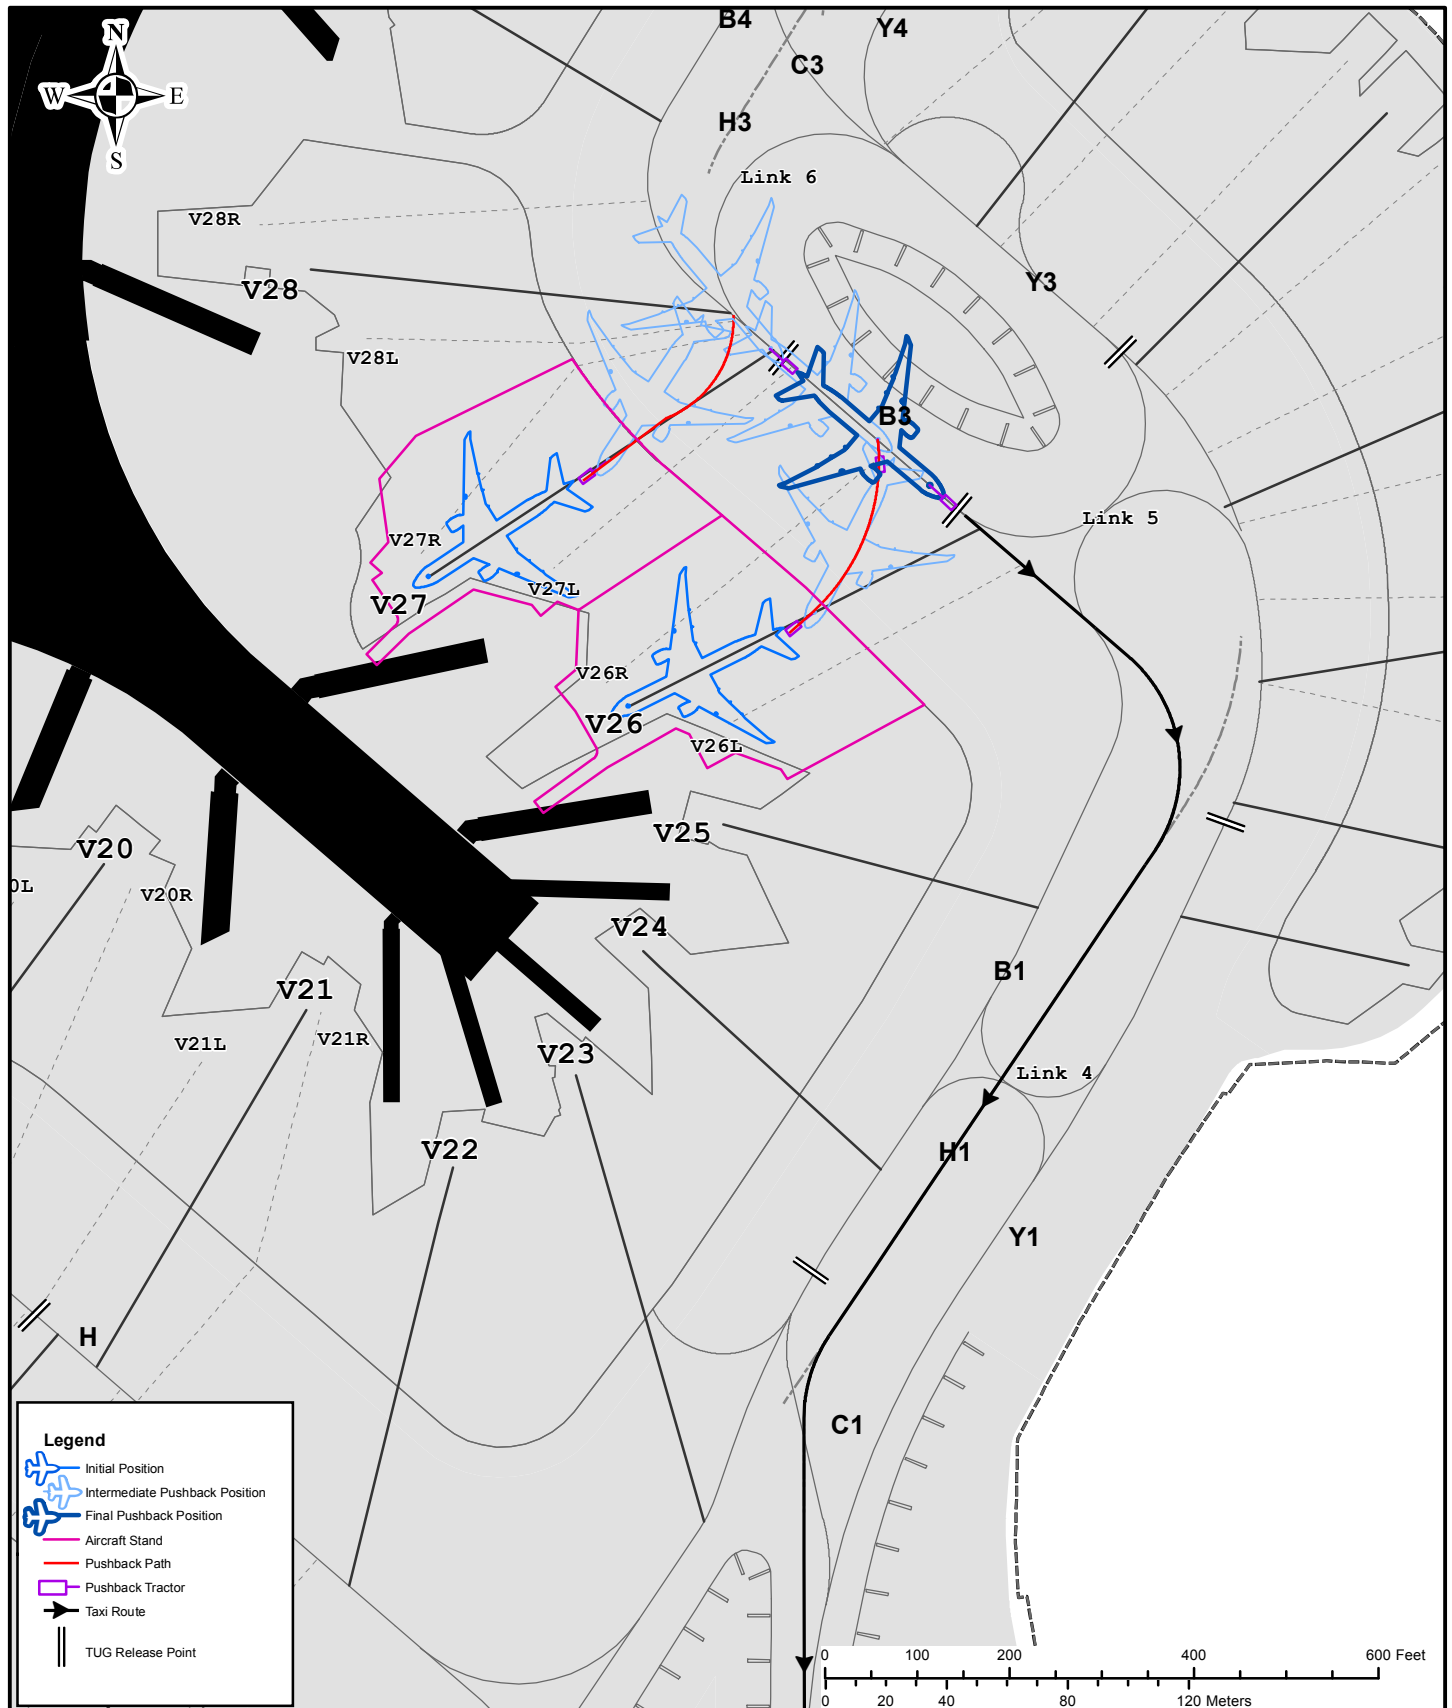 B4
Y4
N
C3
W
E
H3
S
Link 6
V28R
V28
Y3
V28L
B3
Link 5
V27R
V27L
V27
V26R
V26
V26L
V25
V20
0L
V20R
V24
B1
V21
V21L
V21R
V23
Link 4
V22
H1
Y1
H
C1
Legend
Initial Position
Intermediate Pushback Position
Final Pushback Position
Aircraft Stand
Pushback Path
Pushback Tractor
Taxi Route
TUG Release Point
0 100 200 400 600 Feet
0 20 40 80 120 Meters